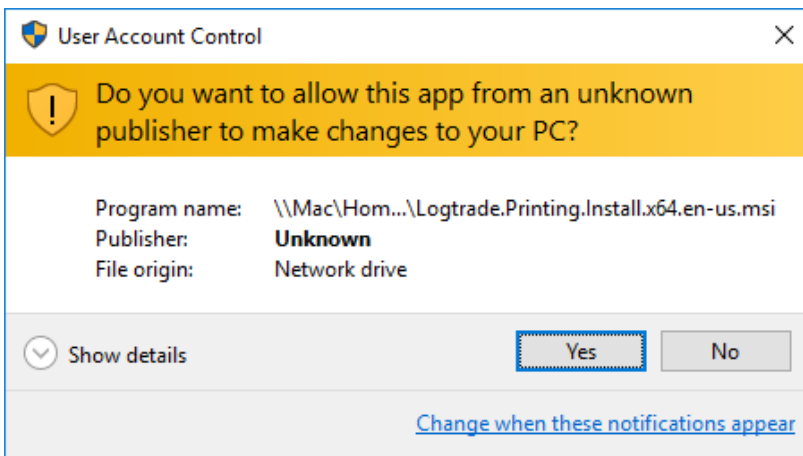 User Account Control
Do you want to allow this app from an unknown
publisher to make changes to your PC?
Program name: \\Mac\Hom...\Logtrade.Printing.Install.x64.en-us.msi
Publisher: Unknown
File origin: Network drive
Show details Yes No
Change when these notifications appear